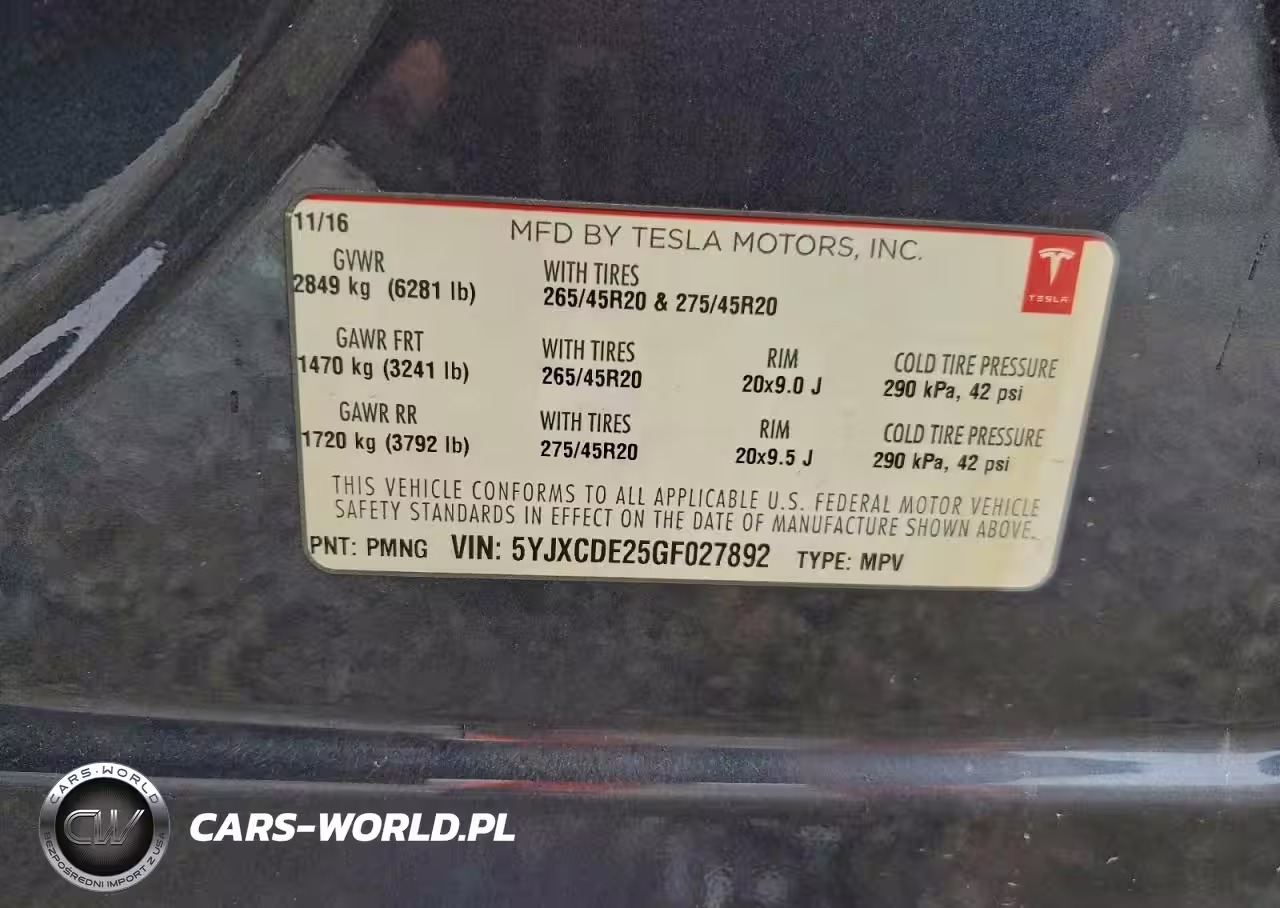 11/16
MFD BY TESLA MOTORS, INC.
TESLA
GVWR
2849 kg (6281 lb)
WITH TIRES
265/45R20 & 275/45R20
GAWR FRT
1470 kg (3241 lb)
WITH TIRES
265/45R20
RIM
20x9.0 J
COLD TIRE PRESSURE
290 kPa, 42 psi
GAWR RR
1720 kg (3792 lb)
WITH TIRES
275/45R20
RIM
20x9.5 J
COLD TIRE PRESSURE
290 kPa, 42 psi
THIS VEHICLE CONFORMS TO ALL APPLICABLE U.S. FEDERAL MOTOR VEHICLE
SAFETY STANDARDS IN EFFECT ON THE DATE OF MANUFACTURE SHOWN ABOVE.
PNT: PMNG VIN: 5YJXCDE25GF027892 TYPE: MPV
CARS-WORLD
CW
BEZPOŚREDNI IMPORT Z USA
CARS-WORLD.PL